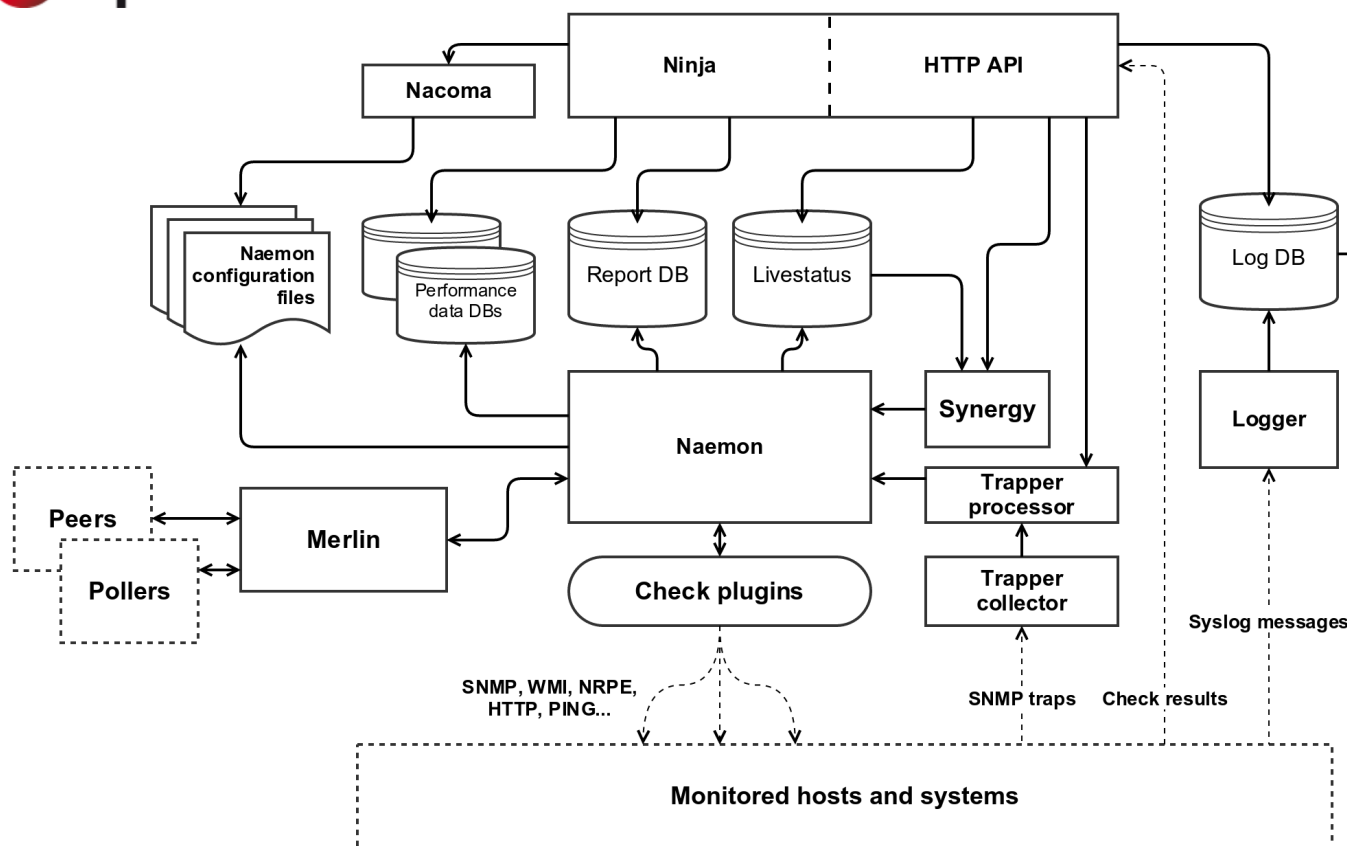 Ninja
HTTP API
Nacoma
Naemon
configuration
files
Performance
data DBs
Report DB
Livestatus
Log DB
Naemon
Synergy
Logger
Trapper
processor
Peers
Merlin
Pollers
Check plugins
Trapper
collector
Syslog messages
SNMP, WMI, NRPE,
HTTP, PING...
SNMP traps
Check results
Monitored hosts and systems